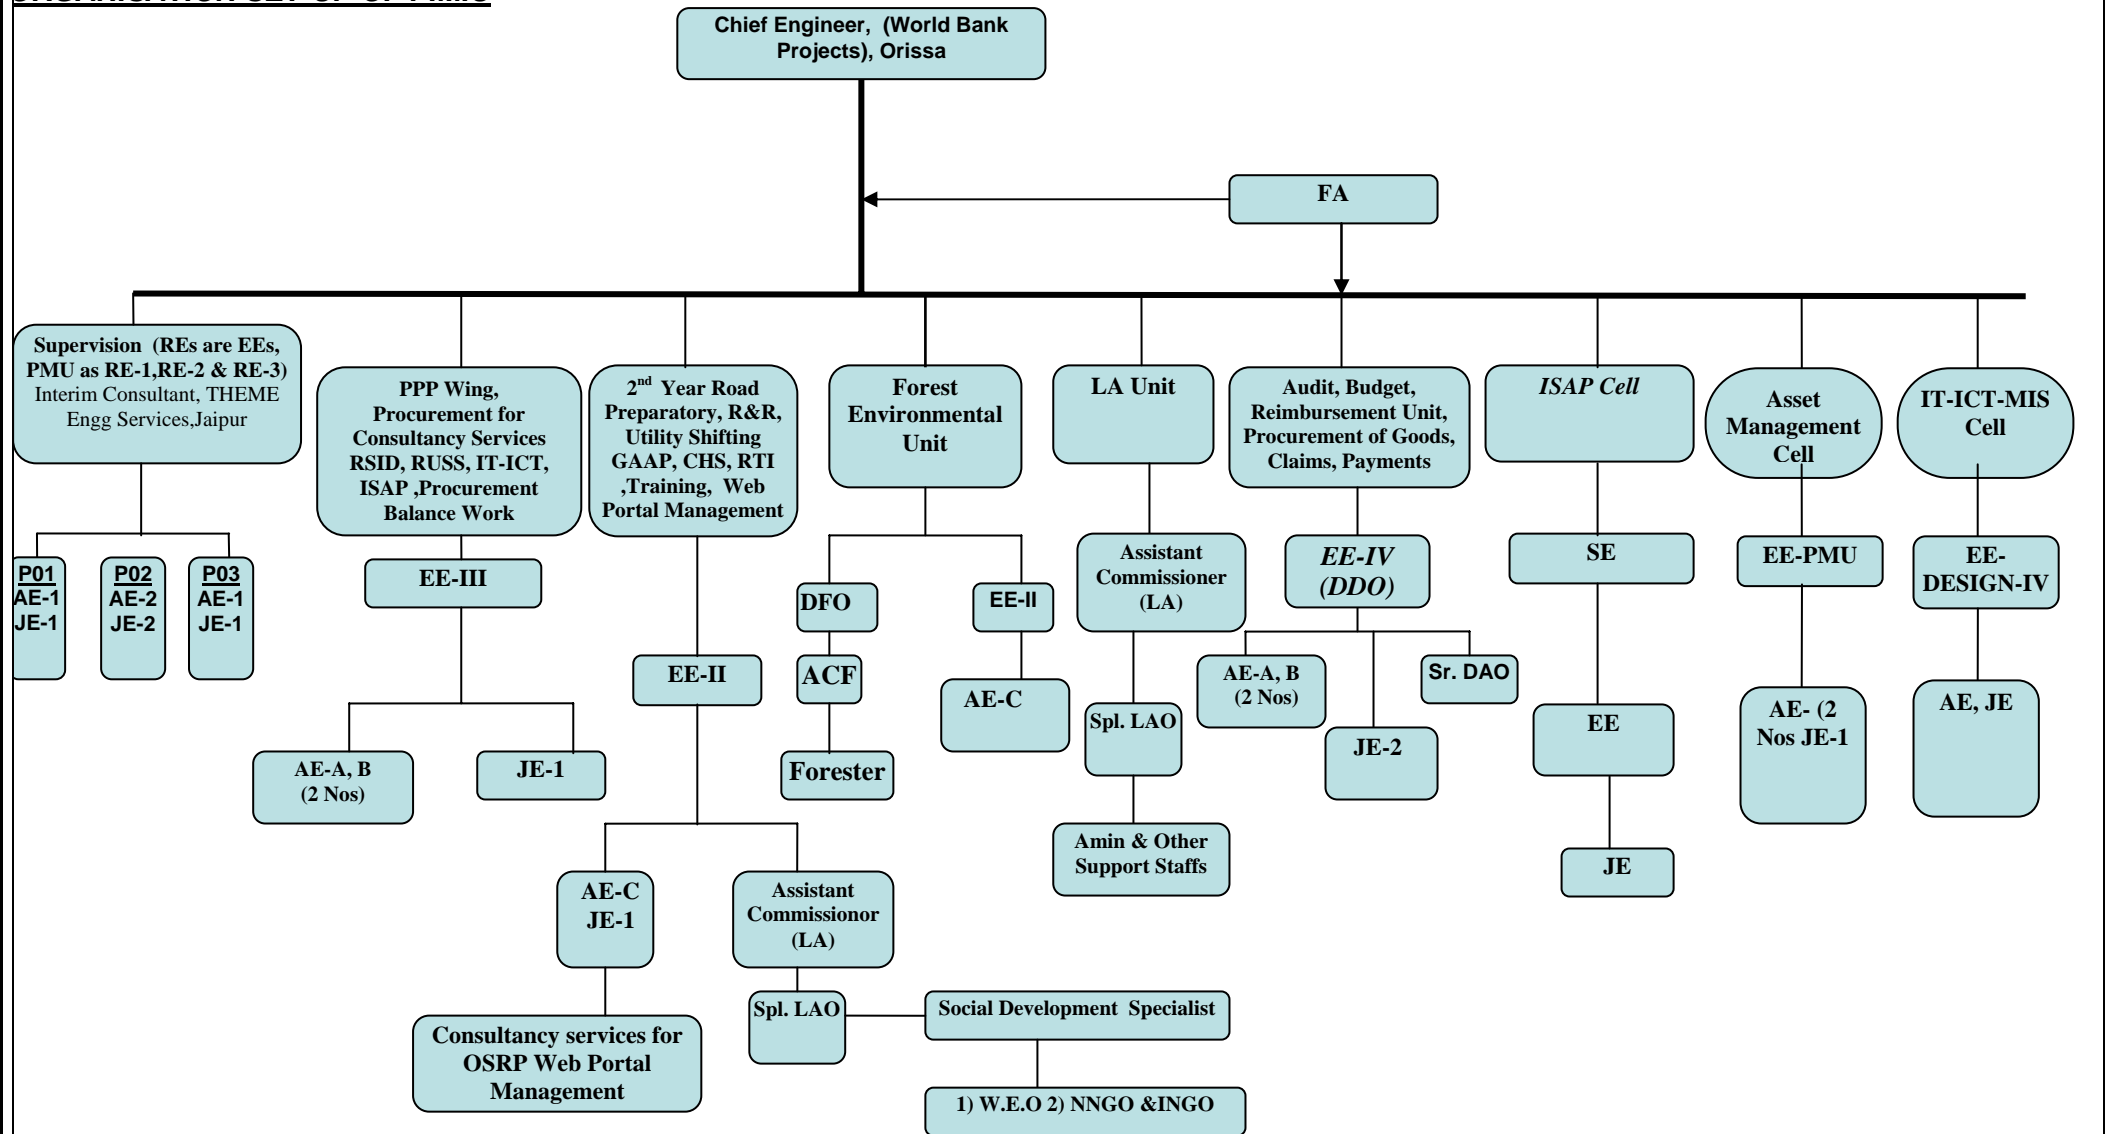 Chief Engineer, (World Bank
Projects), Orissa
FA
Supervision (REs are EEs,
PMU as RE-1,RE-2 & RE-3)
Interim Consultant, THEME
Engg Services,Jaipur
PPP Wing,
Procurement for
Consultancy Services
RSID, RUSS, IT-ICT,
ISAP ,Procurement
Balance Work
2nd Year Road
Preparatory, R&R,
Utility Shifting
GAAP, CHS, RTI
,Training, Web
Portal Management
Forest
Environmental
Unit
LA Unit
Audit, Budget,
Reimbursement Unit,
Procurement of Goods,
Claims, Payments
ISAP Cell
Asset
Management
Cell
IT-ICT-MIS
Cell
P01
AE-1
JE-1
P02
AE-2
JE-2
P03
AE-1
JE-1
EE-III
AE-A, B
(2 Nos)
JE-1
EE-II
AE-C
JE-1
Consultancy services for
OSRP Web Portal
Management
Assistant
Commissionor
(LA)
Spl. LAO
Social Development Specialist
1) W.E.O 2) NNGO &INGO
DFO
ACF
Forester
EE-II
AE-C
Assistant
Commissioner
(LA)
Spl. LAO
Amin & Other
Support Staffs
EE-IV
(DDO)
AE-A, B
(2 Nos)
JE-2
Sr. DAO
SE
EE
JE
EE-PMU
AE- (2
Nos JE-1
EE-
DESIGN-IV
AE, JE